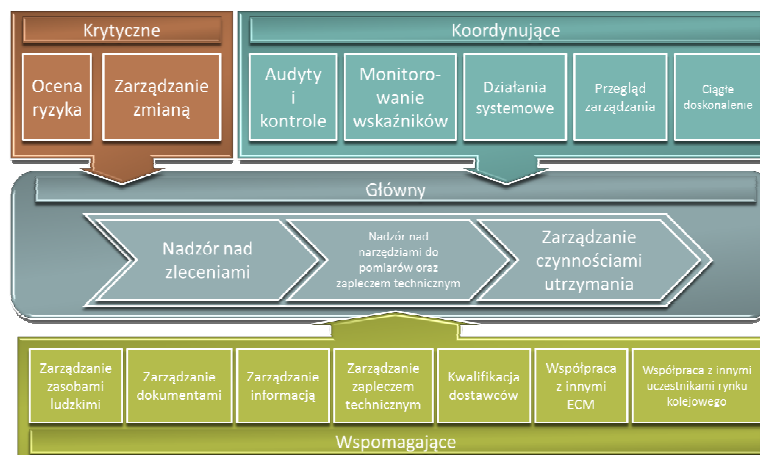 Krytyczne
Ocena
ryzyka
Zarządzanie
zmianą
Koordynujące
Audyty
i
kontrole
Monitoro-
wanie
wskaźników
Działania
systemowe
Przegląd
zarządzania
Ciągłe
doskonalenie
Główny
Nadzór nad
zleceniami
Nadzór nad
narzędziami do
pomiarów oraz
zapleczem technicznym
Zarządzanie
czynnościami
utrzymania
Zarządzanie
zasobami
ludzkimi
Zarządzanie
dokumentami
Zarządzanie
informacją
Zarządzanie
zapleczem
technicznym
Kwalifikacja
dostawców
Współpraca
z innymi
ECM
Współpraca z innymi
uczestnikami rynku
kolejowego
Wspomagające